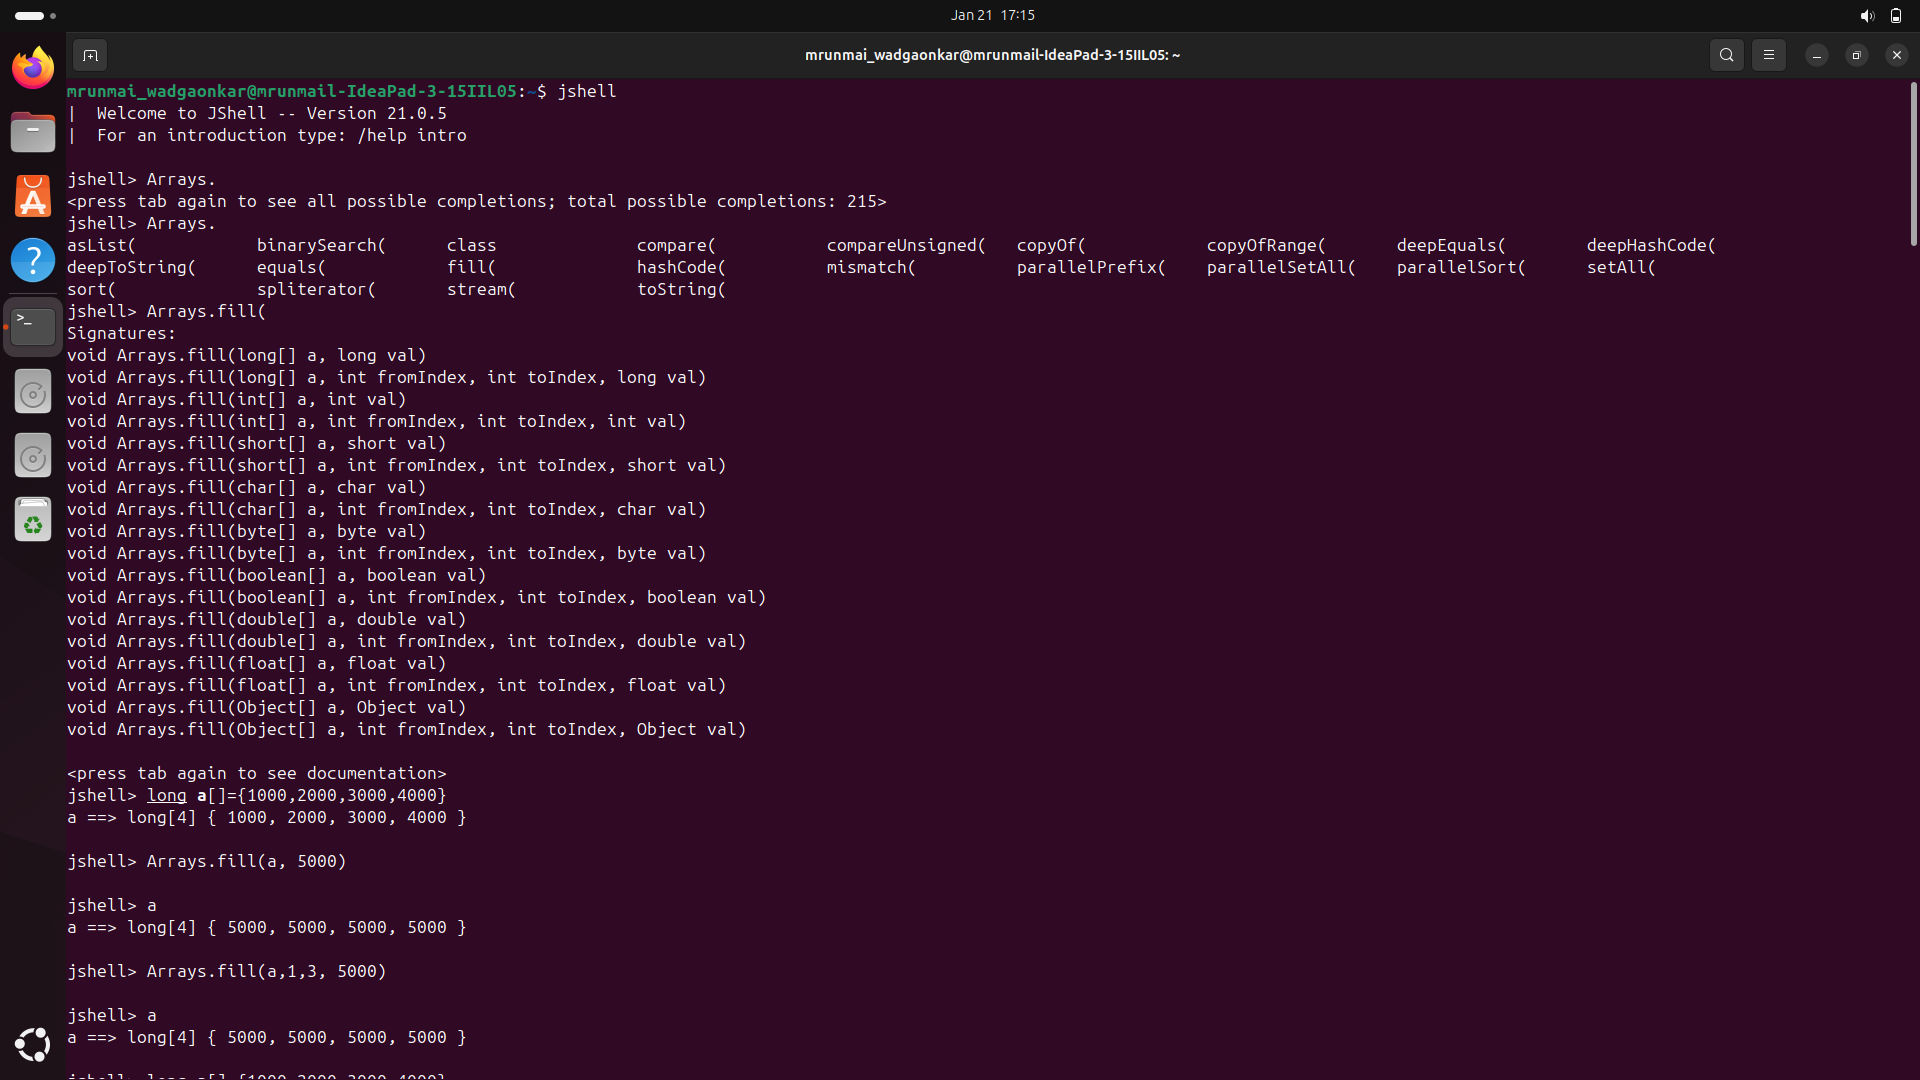 Jan 21 17:15
mrunmai_wadgaonkar@mrunmail-IdeaPad-3-15IIL05: ~
mrunmai_wadgaonkar@mrunmail-IdeaPad-3-15IIL05:~$ jshell
|  Welcome to JShell -- Version 21.0.5
|  For an introduction type: /help intro
jshell> Arrays.
<press tab again to see all possible completions; total possible completions: 215>
jshell> Arrays.
asList( binarySearch( class compare( compareUnsigned( copyOf( copyOfRange( deepEquals( deepHashCode(
deepToString( equals( fill( hashCode( mismatch( parallelPrefix( parallelSetAll( parallelSort( setAll(
sort( spliterator( stream( toString(
jshell> Arrays.fill(
Signatures:
void Arrays.fill(long[] a, long val)
void Arrays.fill(long[] a, int fromIndex, int toIndex, long val)
void Arrays.fill(int[] a, int val)
void Arrays.fill(int[] a, int fromIndex, int toIndex, int val)
void Arrays.fill(short[] a, short val)
void Arrays.fill(short[] a, int fromIndex, int toIndex, short val)
void Arrays.fill(char[] a, char val)
void Arrays.fill(char[] a, int fromIndex, int toIndex, char val)
void Arrays.fill(byte[] a, byte val)
void Arrays.fill(byte[] a, int fromIndex, int toIndex, byte val)
void Arrays.fill(boolean[] a, boolean val)
void Arrays.fill(boolean[] a, int fromIndex, int toIndex, boolean val)
void Arrays.fill(double[] a, double val)
void Arrays.fill(double[] a, int fromIndex, int toIndex, double val)
void Arrays.fill(float[] a, float val)
void Arrays.fill(float[] a, int fromIndex, int toIndex, float val)
void Arrays.fill(Object[] a, Object val)
void Arrays.fill(Object[] a, int fromIndex, int toIndex, Object val)
<press tab again to see documentation>
jshell> long a[]={1000,2000,3000,4000}
a ==> long[4] { 1000, 2000, 3000, 4000 }
jshell> Arrays.fill(a, 5000)
jshell> a
a ==> long[4] { 5000, 5000, 5000, 5000 }
jshell> Arrays.fill(a,1,3, 5000)
jshell> a
a ==> long[4] { 5000, 5000, 5000, 5000 }